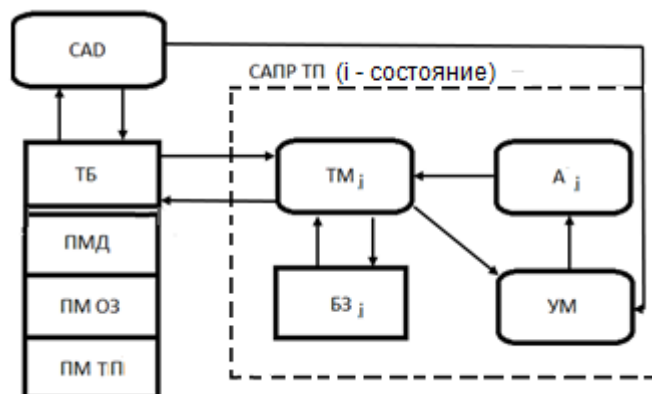 CAD
САПР ТП (i - состояние)
ТБ
ТМ j
А j
ПМД
ПМ ОЗ
БЗ j
УМ
ПМ ТП